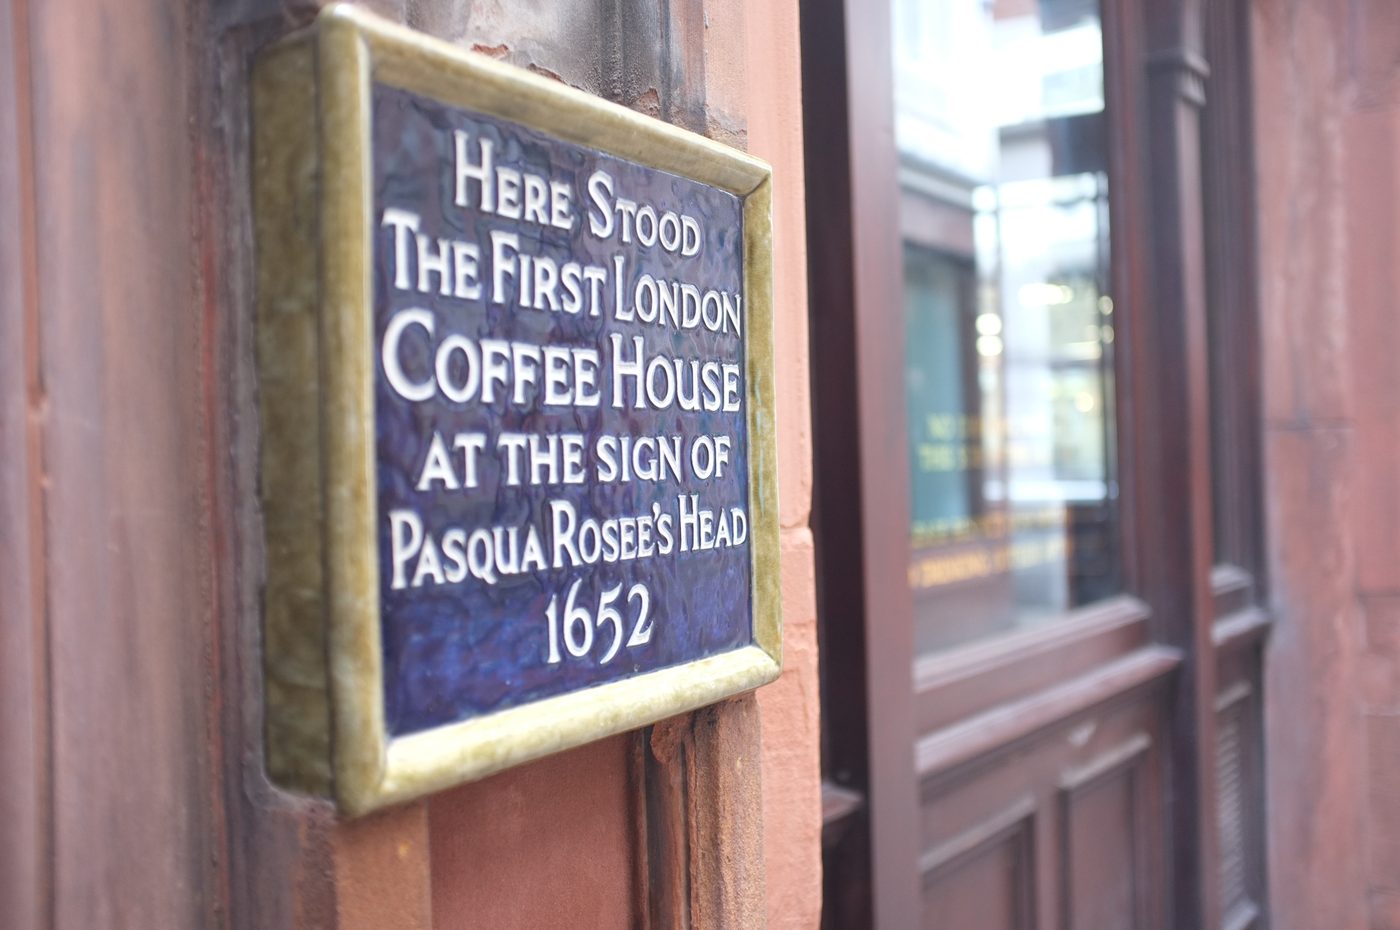 HERE STOOD
THE FIRST LONDON
COFFEE HOUSE
AT THE SIGN OF
PASQUA ROSEE'S HEAD
1652